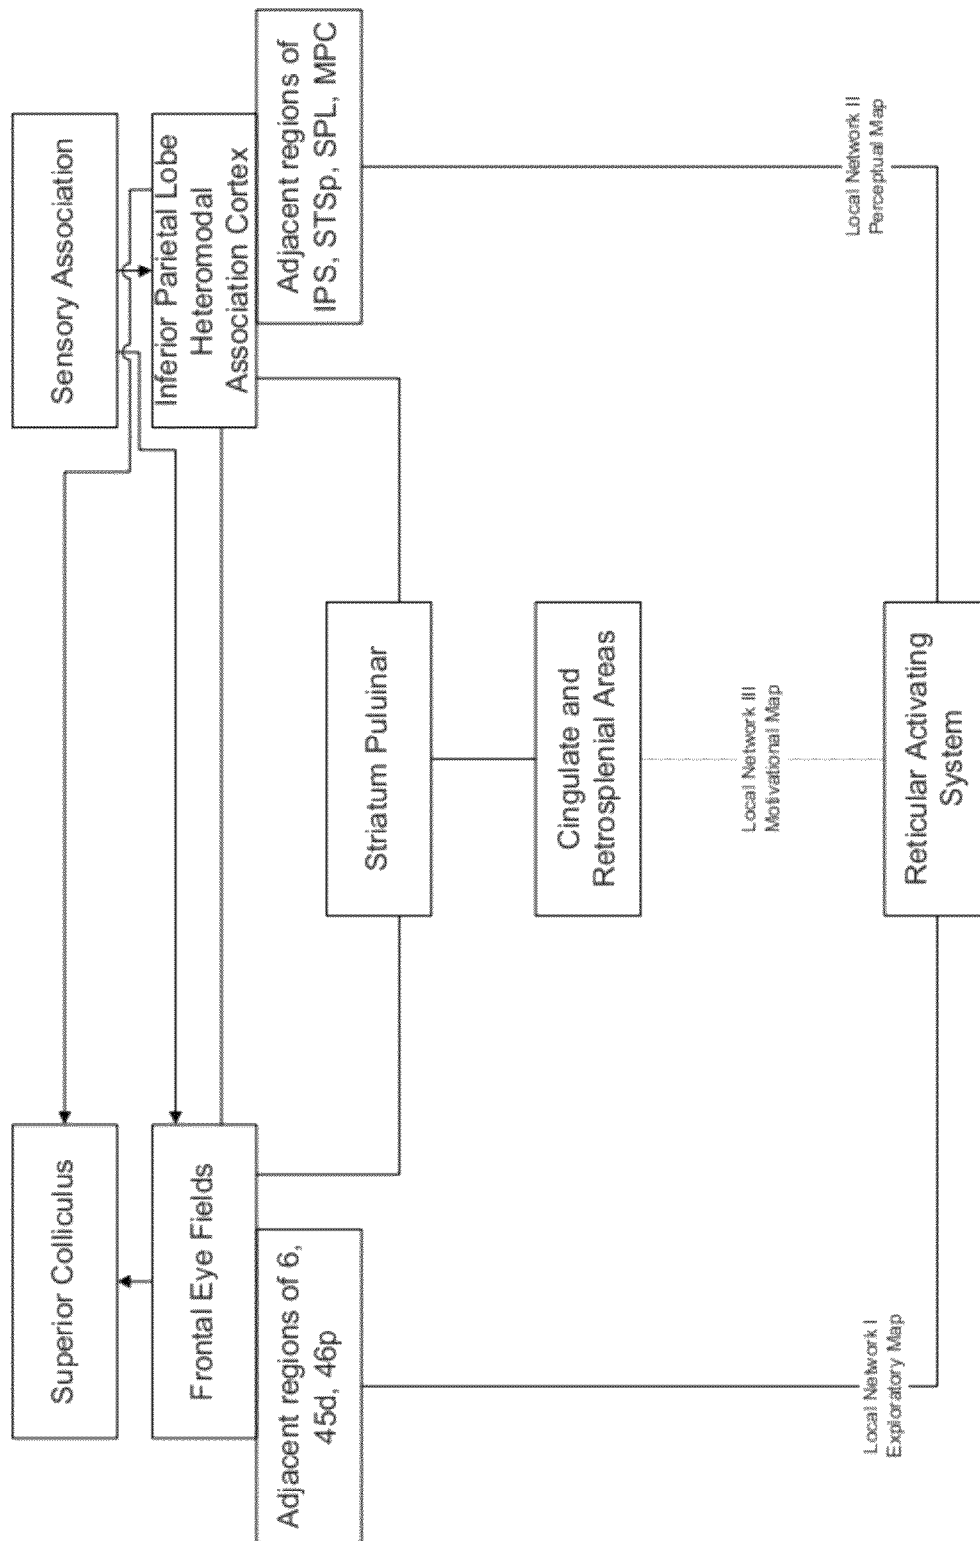 Superior Colliculus
Sensory Association
Frontal Eye Fields
Inferior Parietal Lobe
Heteromodal
Association Cortex
Adjacent regions of 6,
45d, 46p
Adjacent regions of
IPS, STSp, SPL, MPC
Striatum Puluinar
Cingulate and
Retrosplenial Areas
Local Network III
Motivational Map
Local Network I
Exploratory Map
Local Network II
Perceptual Map
Reticular Activating
System